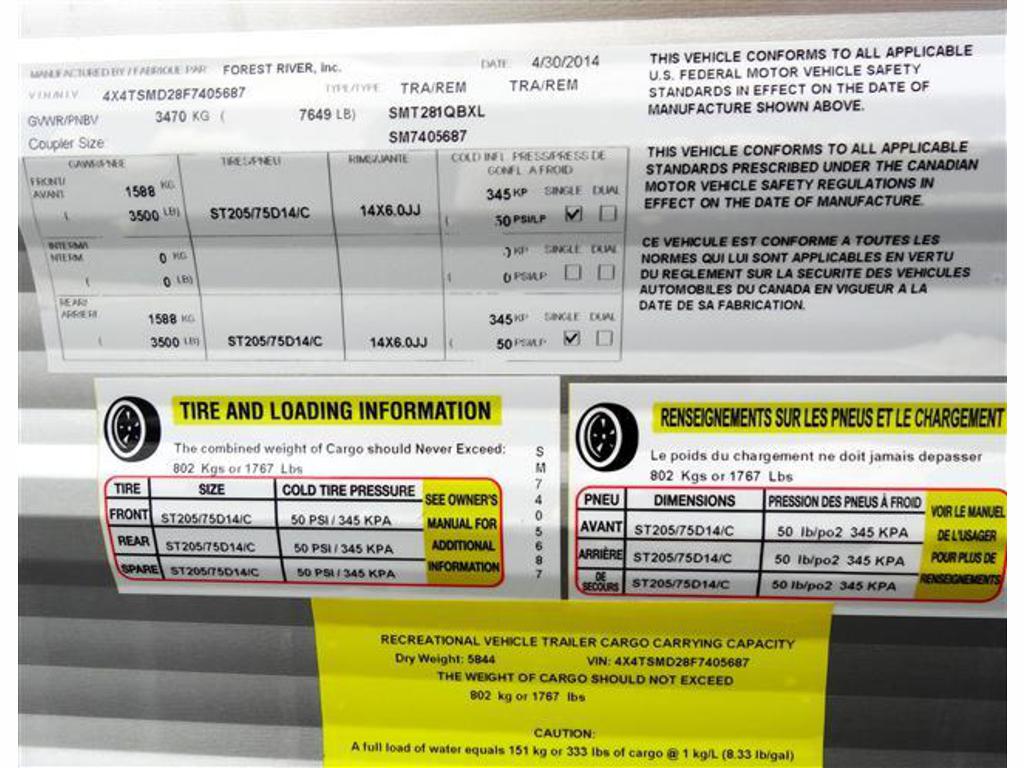 MANUFACTURED BY / FABRIQUE PAR: FOREST RIVER, Inc. DATE: 4/30/2014
VIN/NIV 4X4TSMD28F7405687 TYPE/TYPE TRA/REM TRA/REM
GVWR/PNBV 3470 KG ( 7649 LB) SMT281QBXL
Coupler Size: SM7405687
GAWR/PNBE TIRES/PNEU RIMS/JANTE COLD INFL PRESS/PRESS DE
GONFL A FROID
FRONT/
AVANT 1588 KG 345 KP SINGLE DUAL
( 3500 LB) ST205/75D14/C 14X6.0JJ ( 50 PSI/LP
INTERM/
INTERM 0 KG 0 KP SINGLE DUAL
( 0 LB) ( 0 PSI/LP
REAR/
ARRIERE 1588 KG 345 KP SINGLE DUAL
( 3500 LB) ST205/75D14/C 14X6.0JJ ( 50 PSI/LP
THIS VEHICLE CONFORMS TO ALL APPLICABLE
U.S. FEDERAL MOTOR VEHICLE SAFETY
STANDARDS IN EFFECT ON THE DATE OF
MANUFACTURE SHOWN ABOVE.
THIS VEHICLE CONFORMS TO ALL APPLICABLE
STANDARDS PRESCRIBED UNDER THE CANADIAN
MOTOR VEHICLE SAFETY REGULATIONS IN
EFFECT ON THE DATE OF MANUFACTURE.
CE VEHICULE EST CONFORME A TOUTES LES
NORMES QUI LUI SONT APPLICABLES EN VERTU
DU REGLEMENT SUR LA SECURITE DES VEHICULES
AUTOMOBILES DU CANADA EN VIGUEUR A LA
DATE DE SA FABRICATION.
TIRE AND LOADING INFORMATION
The combined weight of Cargo should Never Exceed:
802 Kgs or 1767 Lbs
TIRE SIZE COLD TIRE PRESSURE
FRONT ST205/75D14/C 50 PSI / 345 KPA
REAR ST205/75D14/C 50 PSI / 345 KPA
SPARE ST205/75D14/C 50 PSI / 345 KPA
SEE OWNER'S
MANUAL FOR
ADDITIONAL
INFORMATION
SM7405687
RENSEIGNEMENTS SUR LES PNEUS ET LE CHARGEMENT
Le poids du chargement ne doit jamais depasser
802 Kgs or 1767 Lbs
PNEU DIMENSIONS PRESSION DES PNEUS À FROID
AVANT ST205/75D14/C 50 lb/po2 345 KPA
ARRIÈRE ST205/75D14/C 50 lb/po2 345 KPA
DE
SECOURS ST205/75D14/C 50 lb/po2 345 KPA
VOIR LE MANUEL
DE L'USAGER
POUR PLUS DE
RENSEIGNEMENTS
RECREATIONAL VEHICLE TRAILER CARGO CARRYING CAPACITY
Dry Weight: 5844 VIN: 4X4TSMD28F7405687
THE WEIGHT OF CARGO SHOULD NOT EXCEED
802 kg or 1767 lbs
CAUTION:
A full load of water equals 151 kg or 333 lbs of cargo @ 1 kg/L (8.33 lb/gal)